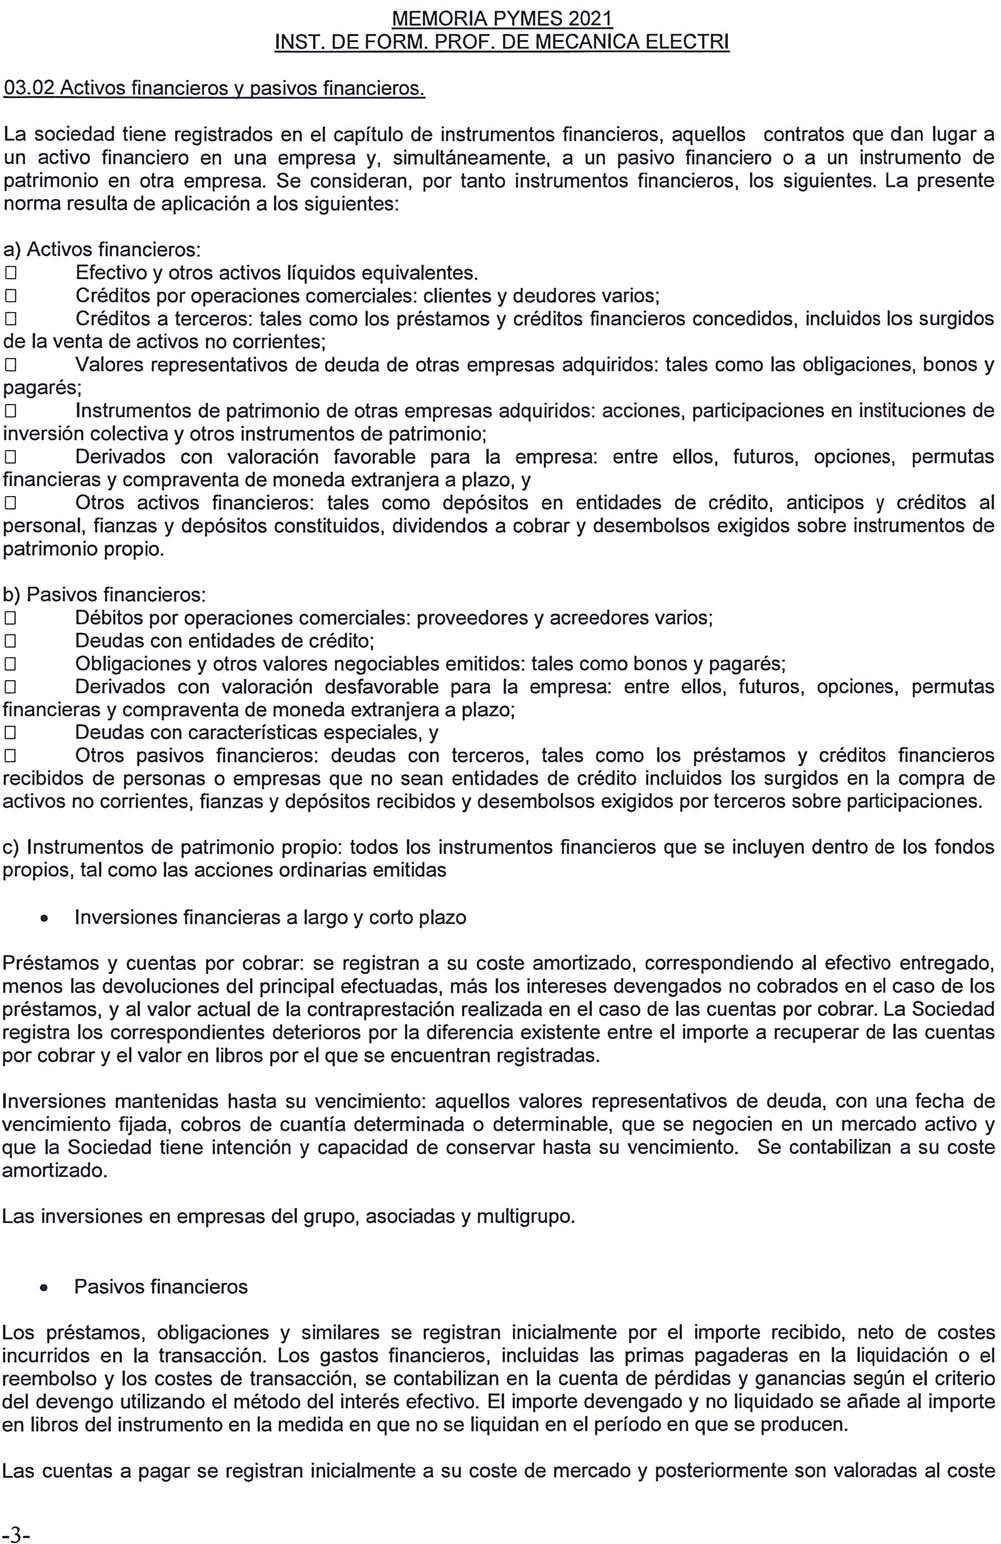 MEMORIA PYMES 2021
INST. DE FORM. PROF. DE MECANICA ELECTRI
03.02 Activos financieros y pasivos financieros.
La sociedad tiene registrados en el capítulo de instrumentos financieros, aquellos contratos que dan lugar a
un activo financiero en una empresa y, simultáneamente, a un pasivo financiero o a un instrumento de
patrimonio en otra empresa. Se consideran, por tanto instrumentos financieros, los siguientes. La presente
norma resulta de aplicación a los siguientes:
a) Activos financieros:
□ Efectivo y otros activos líquidos equivalentes.
□ Créditos por operaciones comerciales: clientes y deudores varios;
□ Créditos a terceros: tales como los préstamos y créditos financieros concedidos, incluidos los surgidos
de la venta de activos no corrientes;
□ Valores representativos de deuda de otras empresas adquiridos: tales como las obligaciones, bonos y
pagarés;
□ Instrumentos de patrimonio de otras empresas adquiridos: acciones, participaciones en instituciones de
inversión colectiva y otros instrumentos de patrimonio;
□ Derivados con valoración favorable para la empresa: entre ellos, futuros, opciones, permutas
financieras y compraventa de moneda extranjera a plazo, y
□ Otros activos financieros: tales como depósitos en entidades de crédito, anticipos y créditos al
personal, fianzas y depósitos constituidos, dividendos a cobrar y desembolsos exigidos sobre instrumentos de
patrimonio propio.
b) Pasivos financieros:
□ Débitos por operaciones comerciales: proveedores y acreedores varios;
□ Deudas con entidades de crédito;
□ Obligaciones y otros valores negociables emitidos: tales como bonos y pagarés;
□ Derivados con valoración desfavorable para la empresa: entre ellos, futuros, opciones, permutas
financieras y compraventa de moneda extranjera a plazo;
□ Deudas con características especiales, y
□ Otros pasivos financieros: deudas con terceros, tales como los préstamos y créditos financieros
recibidos de personas o empresas que no sean entidades de crédito incluidos los surgidos en la compra de
activos no corrientes, fianzas y depósitos recibidos y desembolsos exigidos por terceros sobre participaciones.
c) Instrumentos de patrimonio propio: todos los instrumentos financieros que se incluyen dentro de los fondos
propios, tal como las acciones ordinarias emitidas
• Inversiones financieras a largo y corto plazo
Préstamos y cuentas por cobrar: se registran a su coste amortizado, correspondiendo al efectivo entregado,
menos las devoluciones del principal efectuadas, más los intereses devengados no cobrados en el caso de los
préstamos, y al valor actual de la contraprestación realizada en el caso de las cuentas por cobrar. La Sociedad
registra los correspondientes deterioros por la diferencia existente entre el importe a recuperar de las cuentas
por cobrar y el valor en libros por el que se encuentran registradas.
Inversiones mantenidas hasta su vencimiento: aquellos valores representativos de deuda, con una fecha de
vencimiento fijada, cobros de cuantía determinada o determinable, que se negocien en un mercado activo y
que la Sociedad tiene intención y capacidad de conservar hasta su vencimiento. Se contabilizan a su coste
amortizado.
Las inversiones en empresas del grupo, asociadas y multigrupo.
• Pasivos financieros
Los préstamos, obligaciones y similares se registran inicialmente por el importe recibido, neto de costes
incurridos en la transacción. Los gastos financieros, incluidas las primas pagaderas en la liquidación o el
reembolso y los costes de transacción, se contabilizan en la cuenta de pérdidas y ganancias según el criterio
del devengo utilizando el método del interés efectivo. El importe devengado y no liquidado se añade al importe
en libros del instrumento en la medida en que no se liquidan en el período en que se producen.
Las cuentas a pagar se registran inicialmente a su coste de mercado y posteriormente son valoradas al coste
-3-